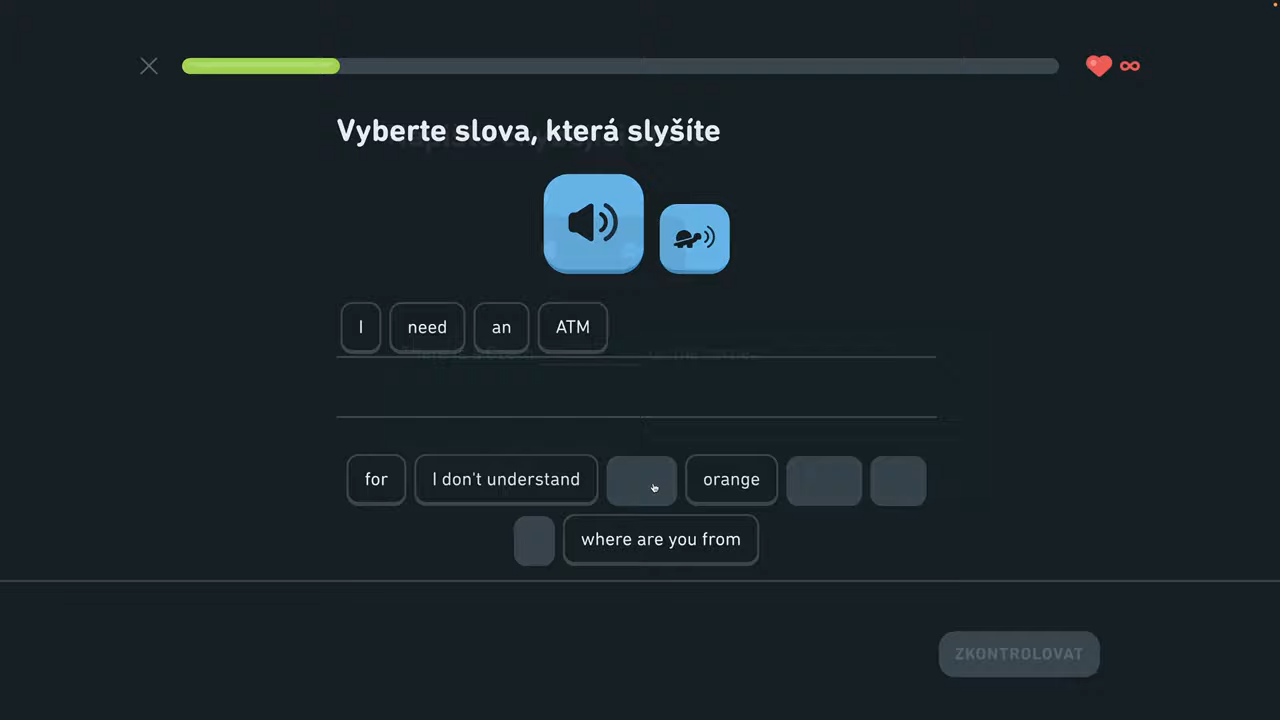 ∞
Vyberte slova, která slyšíte
I need an ATM
for I don't understand orange
where are you from
ZKONTROLOVAT